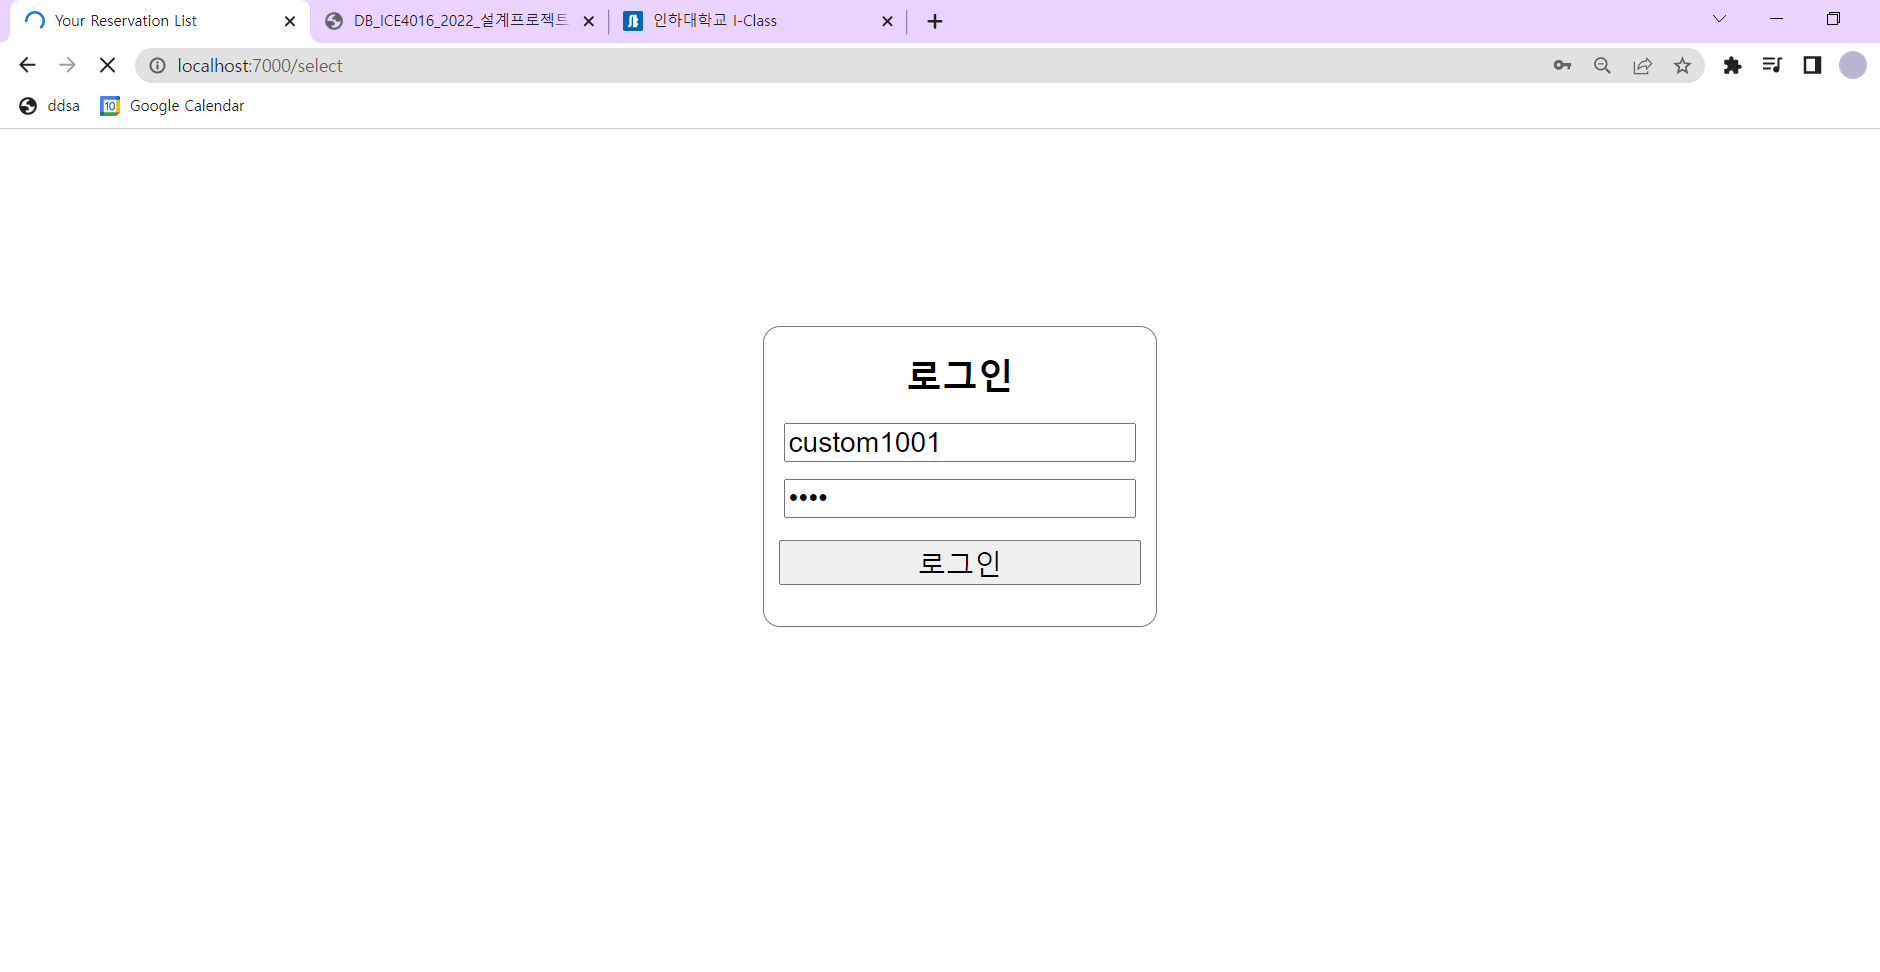 Your Reservation List
DB_ICE4016_2022_설계프로젝트
인하대학교 I-Class
localhost:7000/select
ddsa
10
Google Calendar
로그인
custom1001
••••
로그인